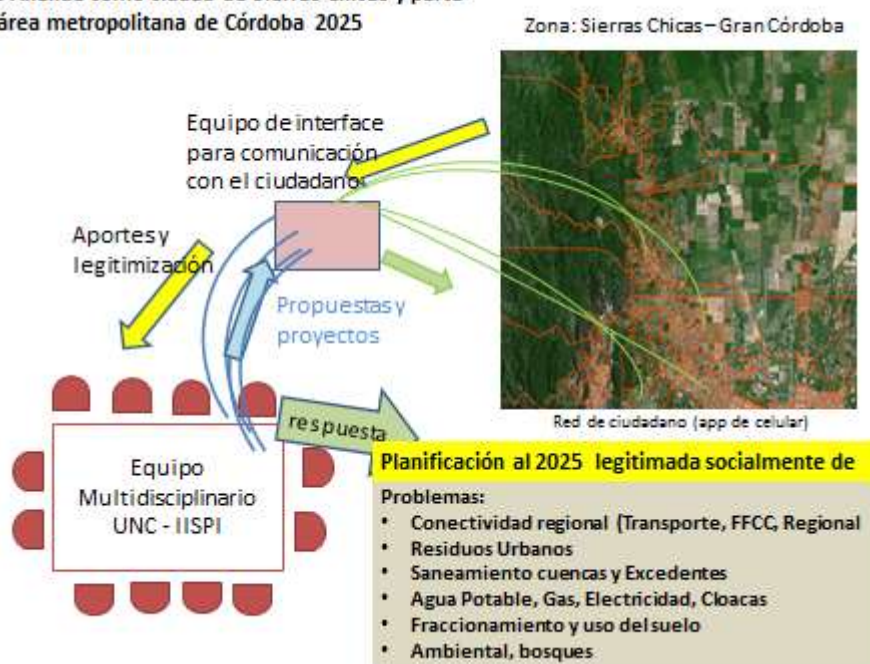 área metropolitana de Córdoba 2025
Zona: Sierras Chicas – Gran Córdoba
Equipo de interface
para comunicación
con el ciudadano
Aportes y
legitimización
Propuestas y
proyectos
respuesta
Red de ciudadano (app de celular)
Equipo
Multidisciplinario
UNC - IISPI
Planificación al 2025 legitimada socialmente de
Problemas:
• Conectividad regional (Transporte, FFCC, Regional
• Residuos Urbanos
• Saneamiento cuencas y Excedentes
• Agua Potable, Gas, Electricidad, Cloacas
• Fraccionamiento y uso del suelo
• Ambiental, bosques